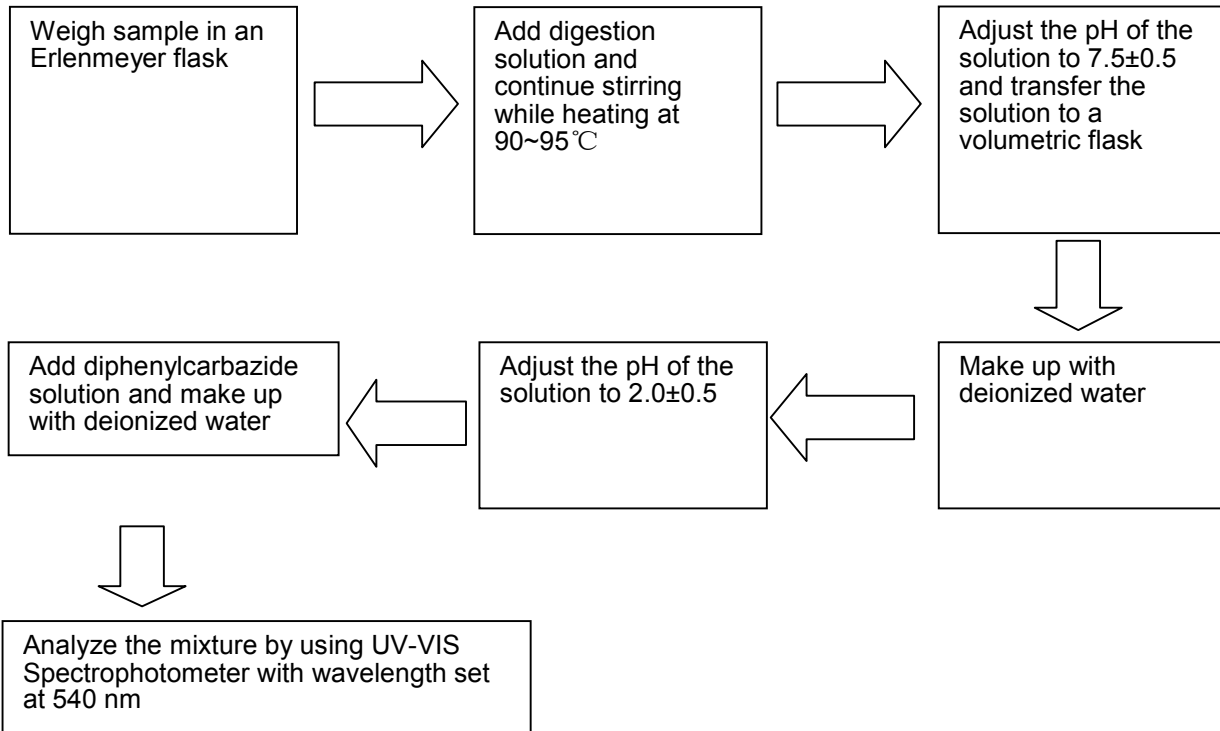 Weigh sample in an
Erlenmeyer flask
Add digestion
solution and
continue stirring
while heating at
90~95℃
Adjust the pH of the
solution to 7.5±0.5
and transfer the
solution to a
volumetric flask
Make up with
deionized water
Adjust the pH of the
solution to 2.0±0.5
Add diphenylcarbazide
solution and make up
with deionized water
Analyze the mixture by using UV-VIS
Spectrophotometer with wavelength set
at 540 nm